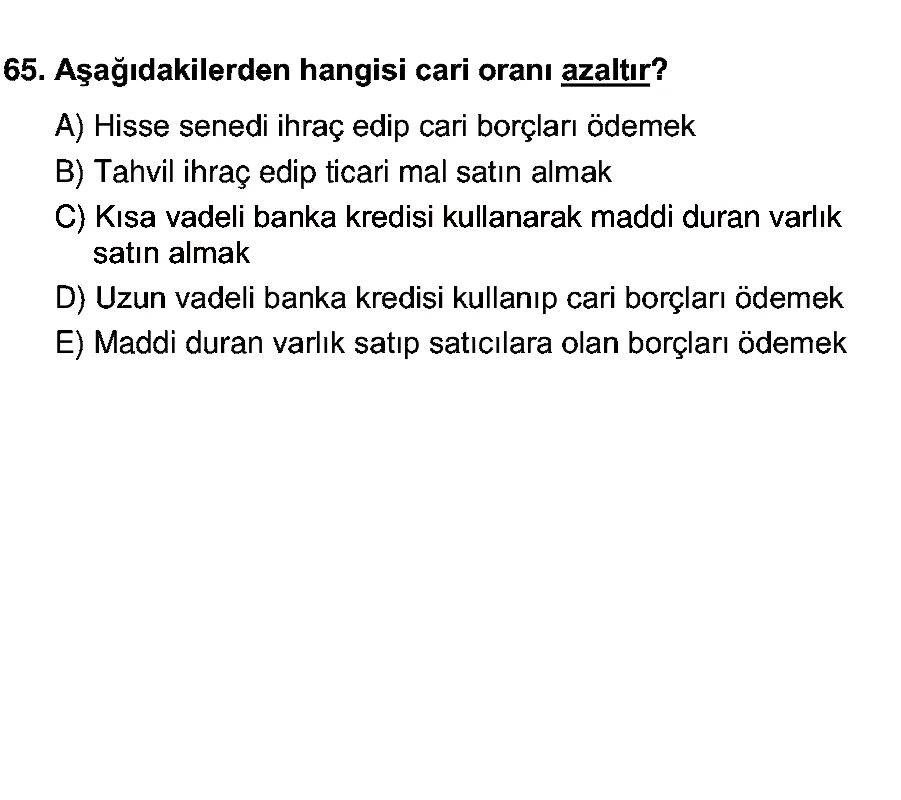 65. Aşağıdakilerden hangisi cari oranı azaltır?
A) Hisse senedi ihraç edip cari borçları ödemek
B) Tahvil ihraç edip ticari mal satın almak
C) Kısa vadeli banka kredisi kullanarak maddi duran varlık
satın almak
D) Uzun vadeli banka kredisi kullanıp cari borçları ödemek
E) Maddi duran varlık satıp satıcılara olan borçları ödemek